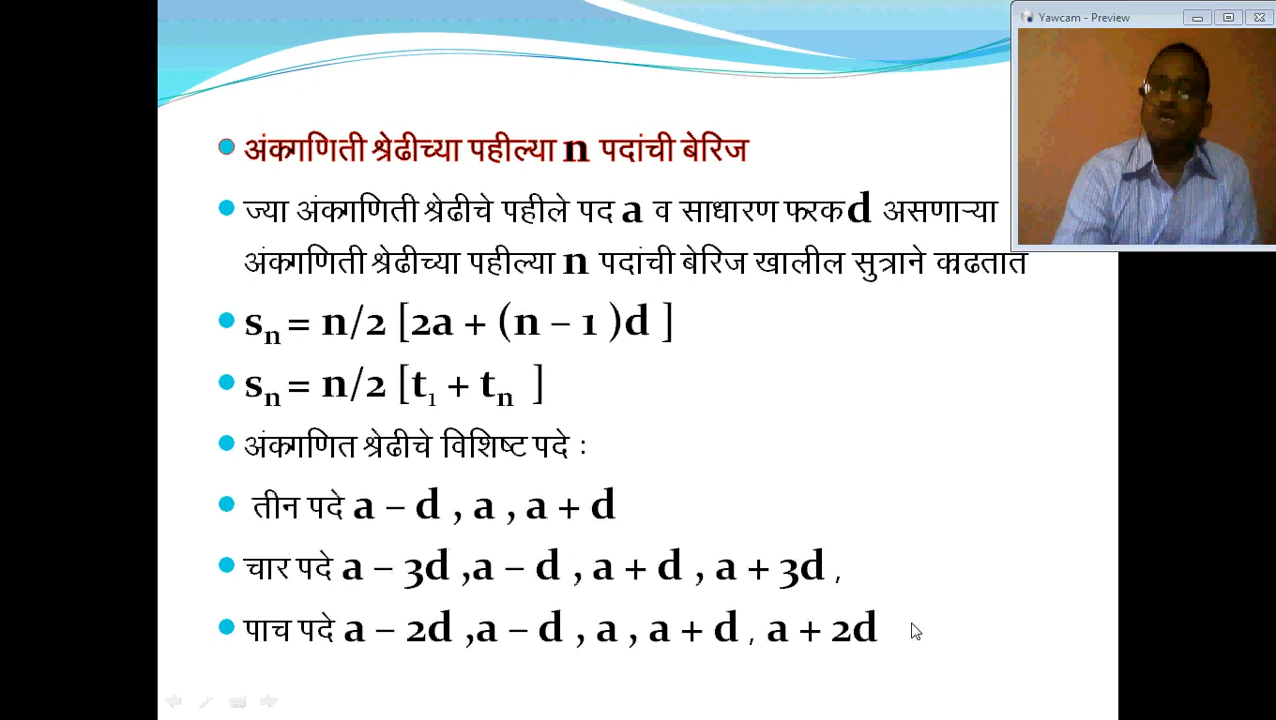 Yawcam - Preview
अंकगणिती श्रेढीच्या पहील्या n पदांची बेरिज
ज्या अंकगणिती श्रेढीचे पहीले पद a व साधारण फरक d असणाऱ्या
अंकगणिती श्रेढीच्या पहील्या n पदांची बेरिज खालील सुत्राने काढतात
sₙ = n/2 [2a + (n – 1 )d ]
sₙ = n/2 [t₁ + tₙ ]
अंकगणित श्रेढीचे विशिष्ट पदे :
तीन पदे a – d , a , a + d
चार पदे a – 3d ,a – d , a + d , a + 3d ,
पाच पदे a – 2d ,a – d , a , a + d , a + 2d